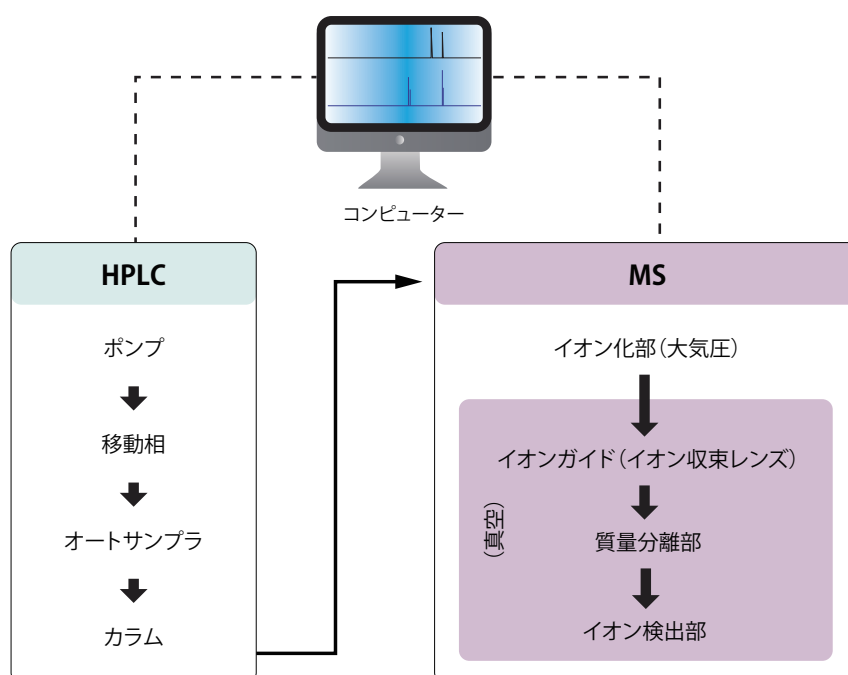 コンピューター
HPLC
ポンプ
移動相
オートサンプラ
カラム
MS
イオン化部(大気圧)
イオンガイド(イオン収束レンズ)
(真空)
質量分離部
イオン検出部